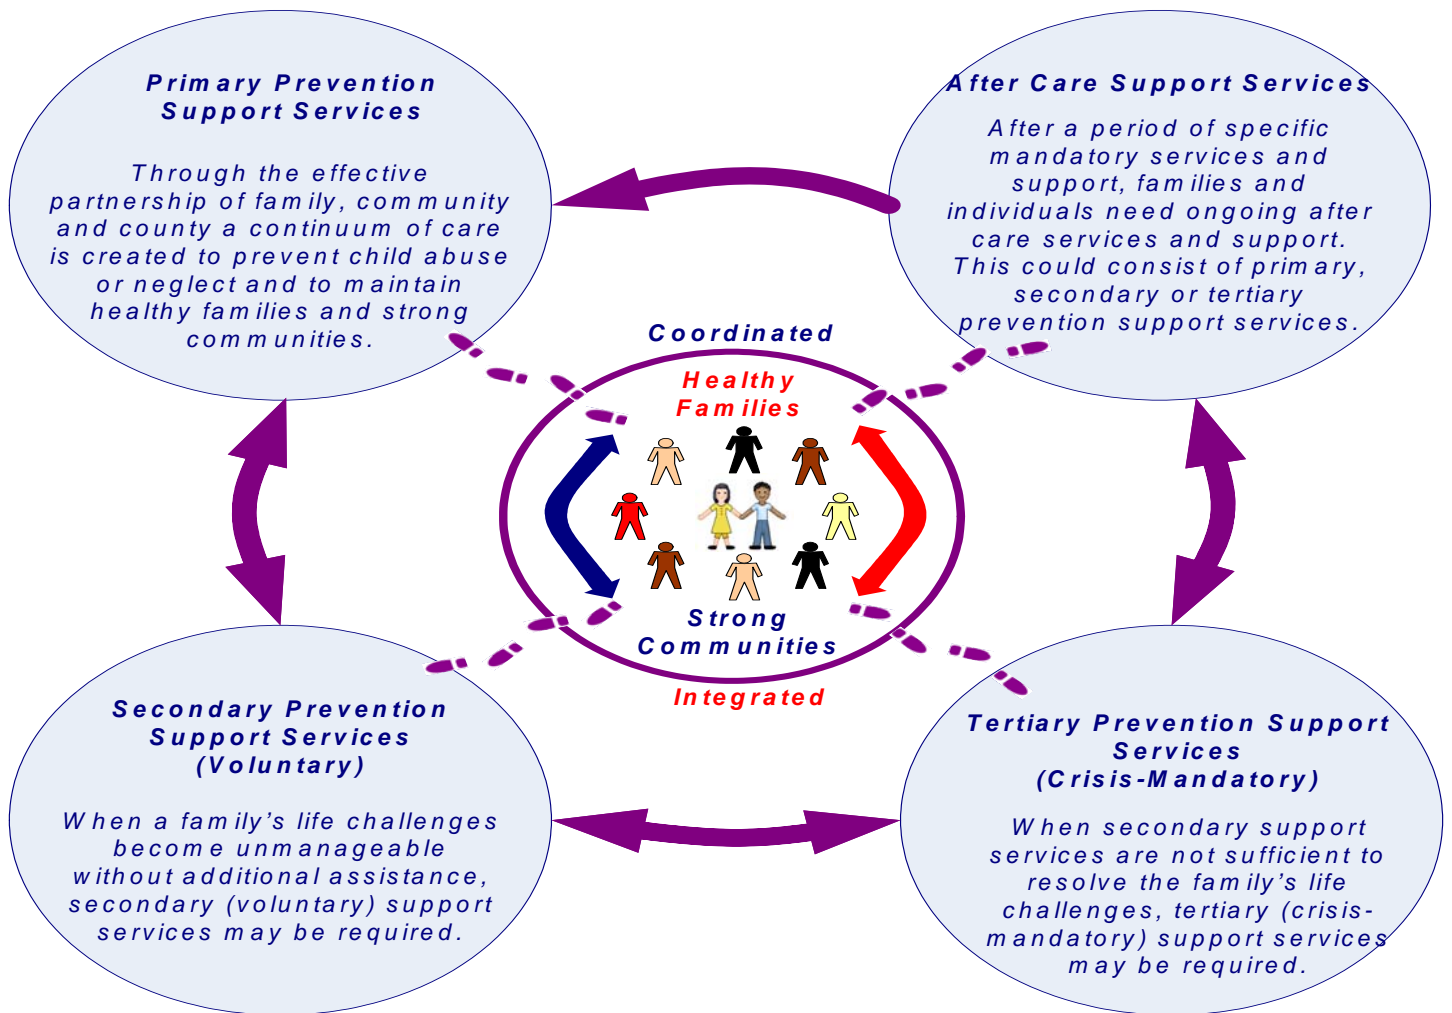 Primary Prevention
Support Services
Through the effective
partnership of family, community
and county a continuum of care
is created to prevent child abuse
or neglect and to maintain
healthy families and strong
communities.
After Care Support Services
After a period of specific
mandatory services and
support, families and
individuals need ongoing after
care services and support.
This could consist of primary,
secondary or tertiary
prevention support services.
Coordinated
Healthy
Families
Strong
Communities
Integrated
Secondary Prevention
Support Services
(Voluntary)
When a family’s life challenges
become unmanageable
without additional assistance,
secondary (voluntary) support
services may be required.
Tertiary Prevention Support
Services
(Crisis-Mandatory)
When secondary support
services are not sufficient to
resolve the family’s life
challenges, tertiary (crisis-
mandatory) support services
may be required.